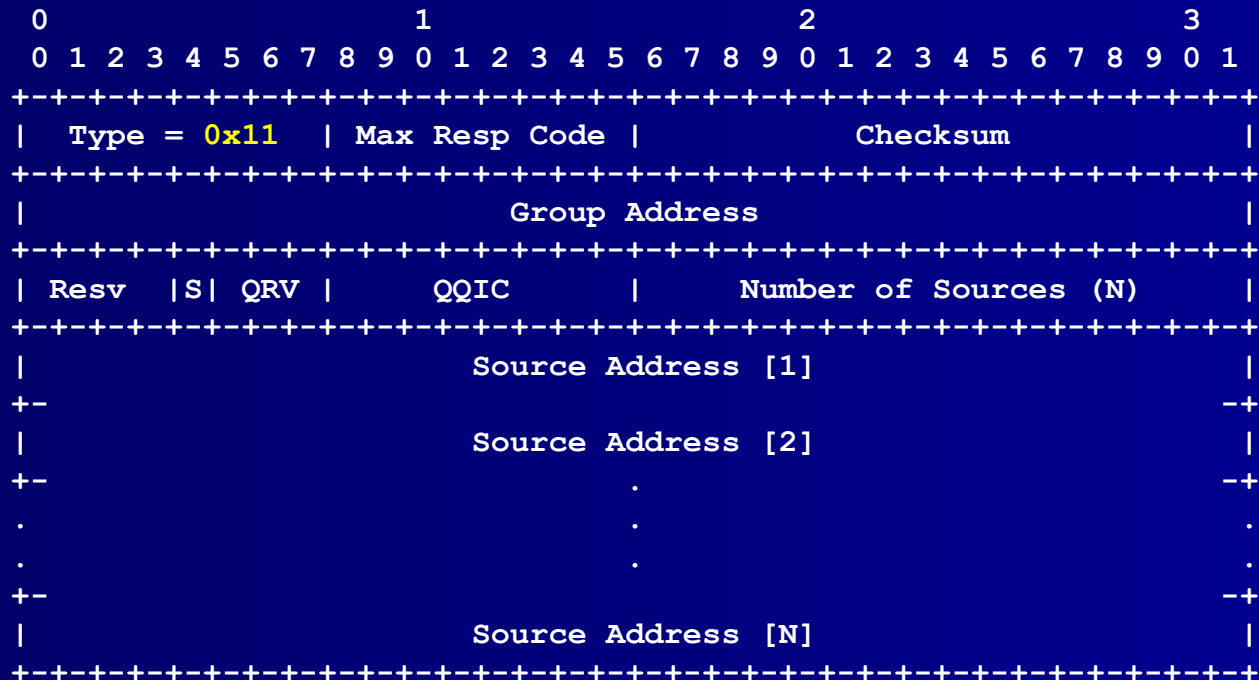 0                   1                   2                   3
 0 1 2 3 4 5 6 7 8 9 0 1 2 3 4 5 6 7 8 9 0 1 2 3 4 5 6 7 8 9 0 1
+-+-+-+-+-+-+-+-+-+-+-+-+-+-+-+-+-+-+-+-+-+-+-+-+-+-+-+-+-+-+-+-+
|  Type = 0x11  | Max Resp Code |           Checksum            |
+-+-+-+-+-+-+-+-+-+-+-+-+-+-+-+-+-+-+-+-+-+-+-+-+-+-+-+-+-+-+-+-+
|                         Group Address                         |
+-+-+-+-+-+-+-+-+-+-+-+-+-+-+-+-+-+-+-+-+-+-+-+-+-+-+-+-+-+-+-+-+
| Resv  |S| QRV |     QQIC      |     Number of Sources (N)     |
+-+-+-+-+-+-+-+-+-+-+-+-+-+-+-+-+-+-+-+-+-+-+-+-+-+-+-+-+-+-+-+-+
|                       Source Address [1]                      |
+-                                                             -+
|                       Source Address [2]                      |
+-                              .                              -+
.                               .                               .
.                               .                               .
+-                                                             -+
|                       Source Address [N]                      |
+-+-+-+-+-+-+-+-+-+-+-+-+-+-+-+-+-+-+-+-+-+-+-+-+-+-+-+-+-+-+-+-+